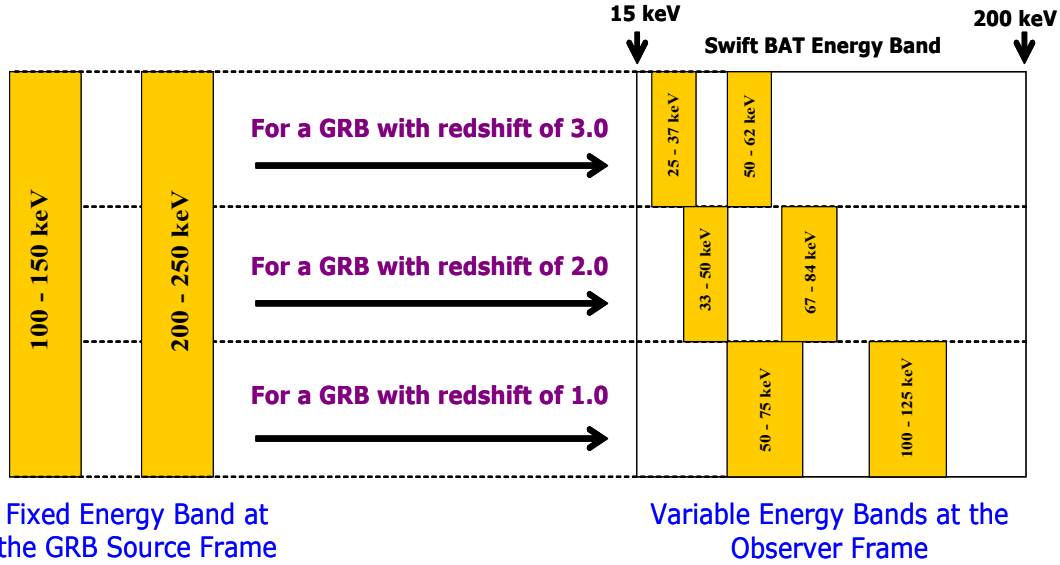 15 keV
200 keV
Swift BAT Energy Band
100 - 150 keV
200 - 250 keV
For a GRB with redshift of 3.0
25 - 37 keV
50 - 62 keV
For a GRB with redshift of 2.0
33 - 50 keV
67 - 84 keV
For a GRB with redshift of 1.0
50 - 75 keV
100 - 125 keV
Fixed Energy Band at
the GRB Source Frame
Variable Energy Bands at the
Observer Frame